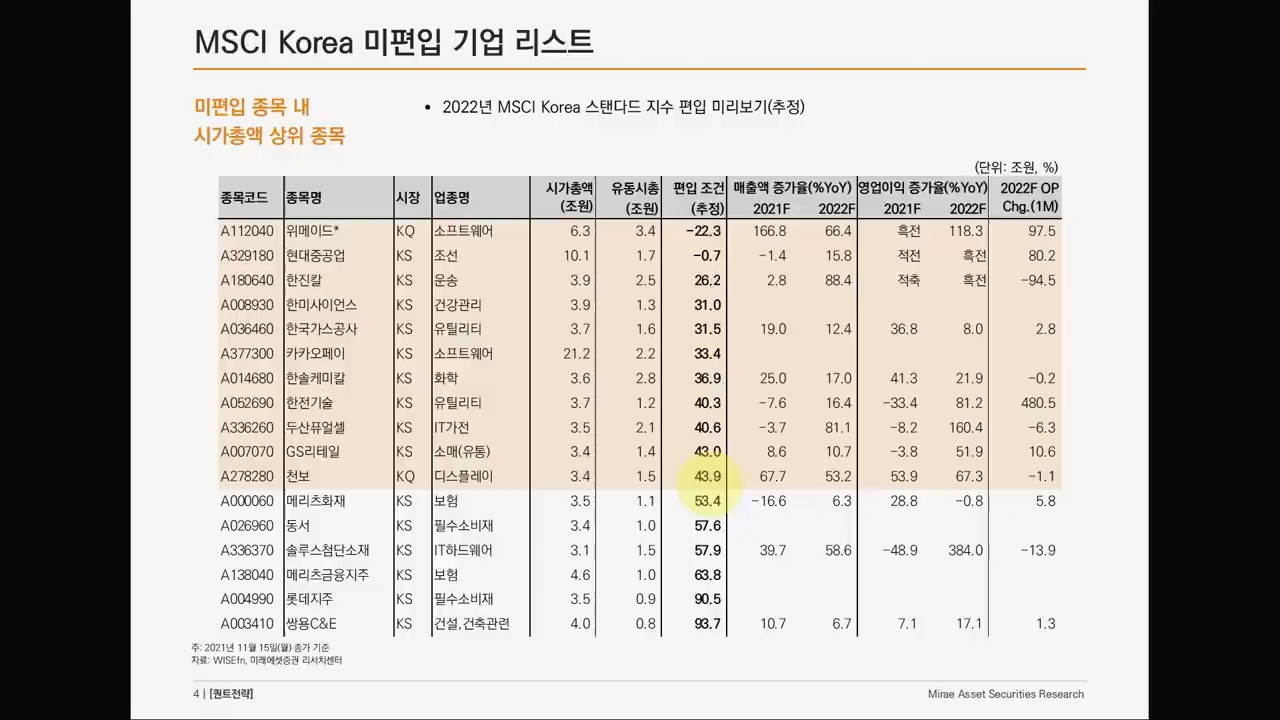 MSCI Korea 미편입 기업 리스트
미편입 종목 내
시가총액 상위 종목
• 2022년 MSCI Korea 스탠다드 지수 편입 미리보기(추정)
(단위: 조원, %)
종목코드 종목명 시장 업종명 시가총액 (조원) 유동시총 (조원) 편입 조건 (추정) 매출액 증가율(%YoY) 영업이익 증가율(%YoY) 2022F OP Chg.(1M)
2021F 2022F 2021F 2022F
A112040 위메이드* KQ 소프트웨어 6.3 3.4 -22.3 166.8 66.4 흑전 118.3 97.5
A329180 현대중공업 KS 조선 10.1 1.7 -0.7 -1.4 15.8 적전 흑전 80.2
A180640 한진칼 KS 운송 3.9 2.5 26.2 2.8 88.4 적축 흑전 -94.5
A008930 한미사이언스 KS 건강관리 3.9 1.3 31.0
A036460 한국가스공사 KS 유틸리티 3.7 1.6 31.5 19.0 12.4 36.8 8.0 2.8
A377300 카카오페이 KS 소프트웨어 21.2 2.2 33.4
A014680 한솔케미칼 KS 화학 3.6 2.8 36.9 25.0 17.0 41.3 21.9 -0.2
A052690 한전기술 KS 유틸리티 3.7 1.2 40.3 -7.6 16.4 -33.4 81.2 480.5
A336260 두산퓨얼셀 KS IT가전 3.5 2.1 40.6 -3.7 81.1 -8.2 160.4 -6.3
A007070 GS리테일 KS 소매(유통) 3.4 1.4 43.0 8.6 10.7 -3.8 51.9 10.6
A278280 천보 KQ 디스플레이 3.4 1.5 43.9 67.7 53.2 53.9 67.3 -1.1
A000060 메리츠화재 KS 보험 3.5 1.1 53.4 -16.6 6.3 28.8 -0.8 5.8
A026960 동서 KS 필수소비재 3.4 1.0 57.6
A336370 솔루스첨단소재 KS IT하드웨어 3.1 1.5 57.9 39.7 58.6 -48.9 384.0 -13.9
A138040 메리츠금융지주 KS 보험 4.6 1.0 63.8
A004990 롯데지주 KS 필수소비재 3.5 0.9 90.5
A003410 쌍용C&E KS 건설,건축관련 4.0 0.8 93.7 10.7 6.7 7.1 17.1 1.3
주: 2021년 11월 15일(월) 종가 기준
자료: WISEfn, 미래에셋증권 리서치센터
4 | [퀀트전략]
Mirae Asset Securities Research